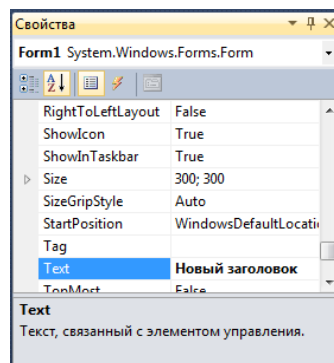 Свойства
Form1 System.Windows.Forms.Form
RightToLeftLayout False
ShowIcon True
ShowInTaskbar True
Size 300; 300
SizeGripStyle Auto
StartPosition WindowsDefaultLocati
Tag
Text Новый заголовок
TopMost False
Text
Текст, связанный с элементом управления.